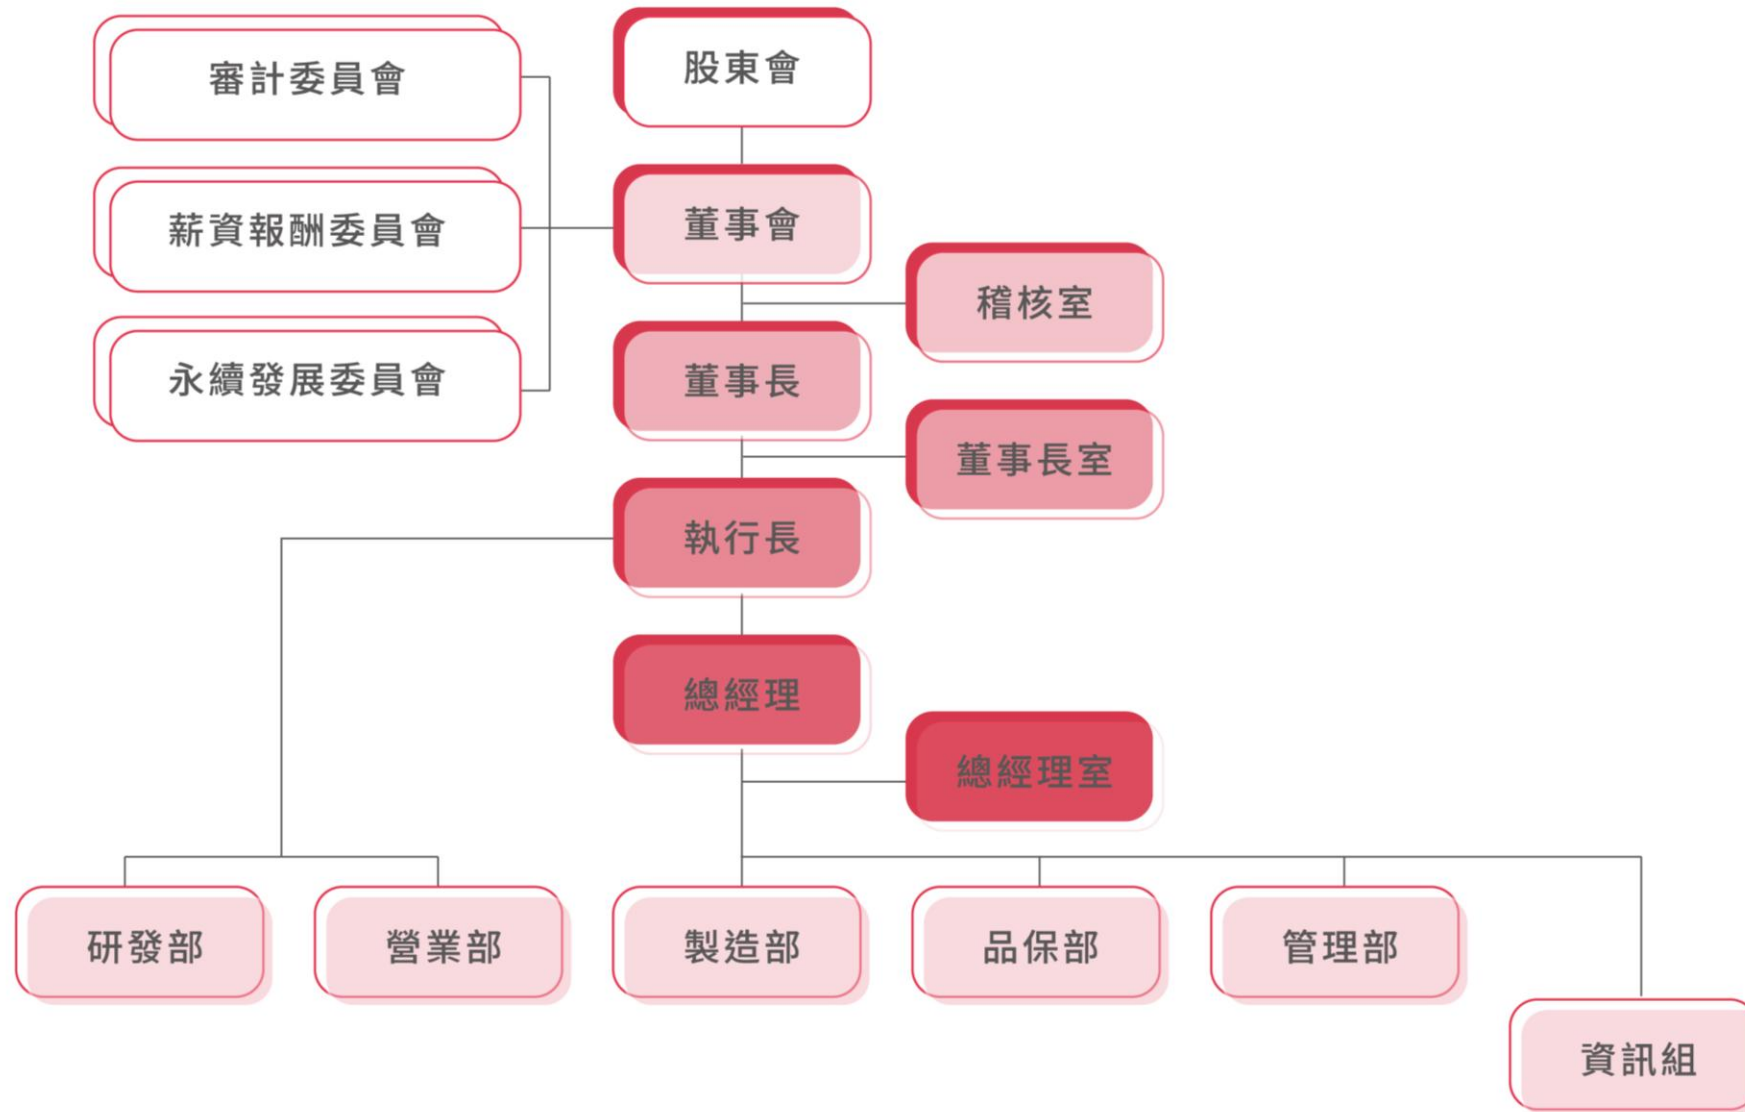 審計委員會
股東會
薪資報酬委員會
董事會
稽核室
永續發展委員會
董事長
董事長室
執行長
總經理
總經理室
研發部
營業部
製造部
品保部
管理部
資訊組